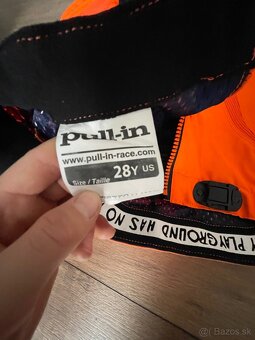 pull-in
www.pull-in-race.com
Size / Taille 28Y US
Y PLAYGROUND HAS NO
© Bazos.sk